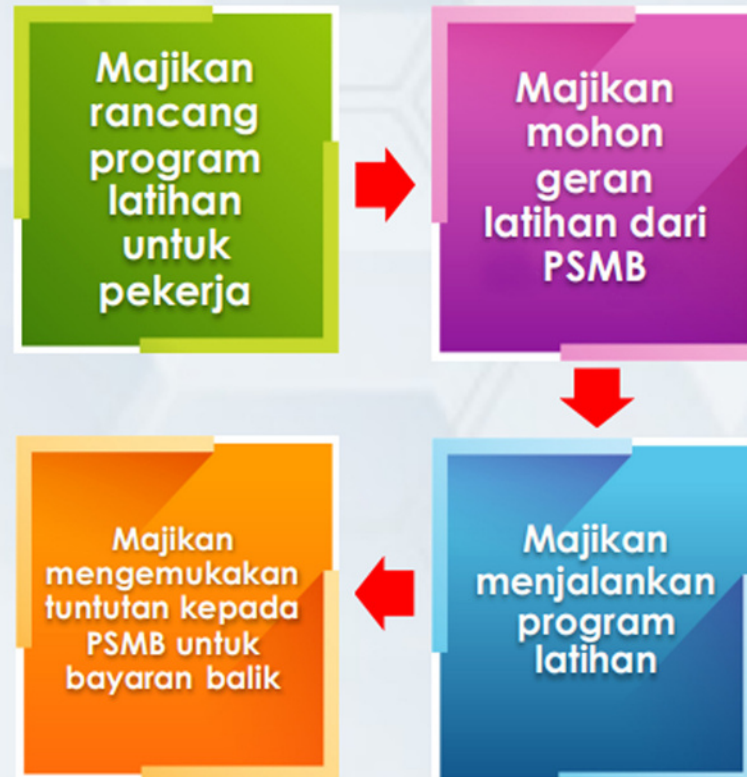 Majikan
rancang
program
latihan
untuk
pekerja
Majikan
mohon
geran
latihan dari
PSMB
Majikan
menjalankan
program
latihan
Majikan
mengemukakan
tuntutan kepada
PSMB untuk
bayaran balik